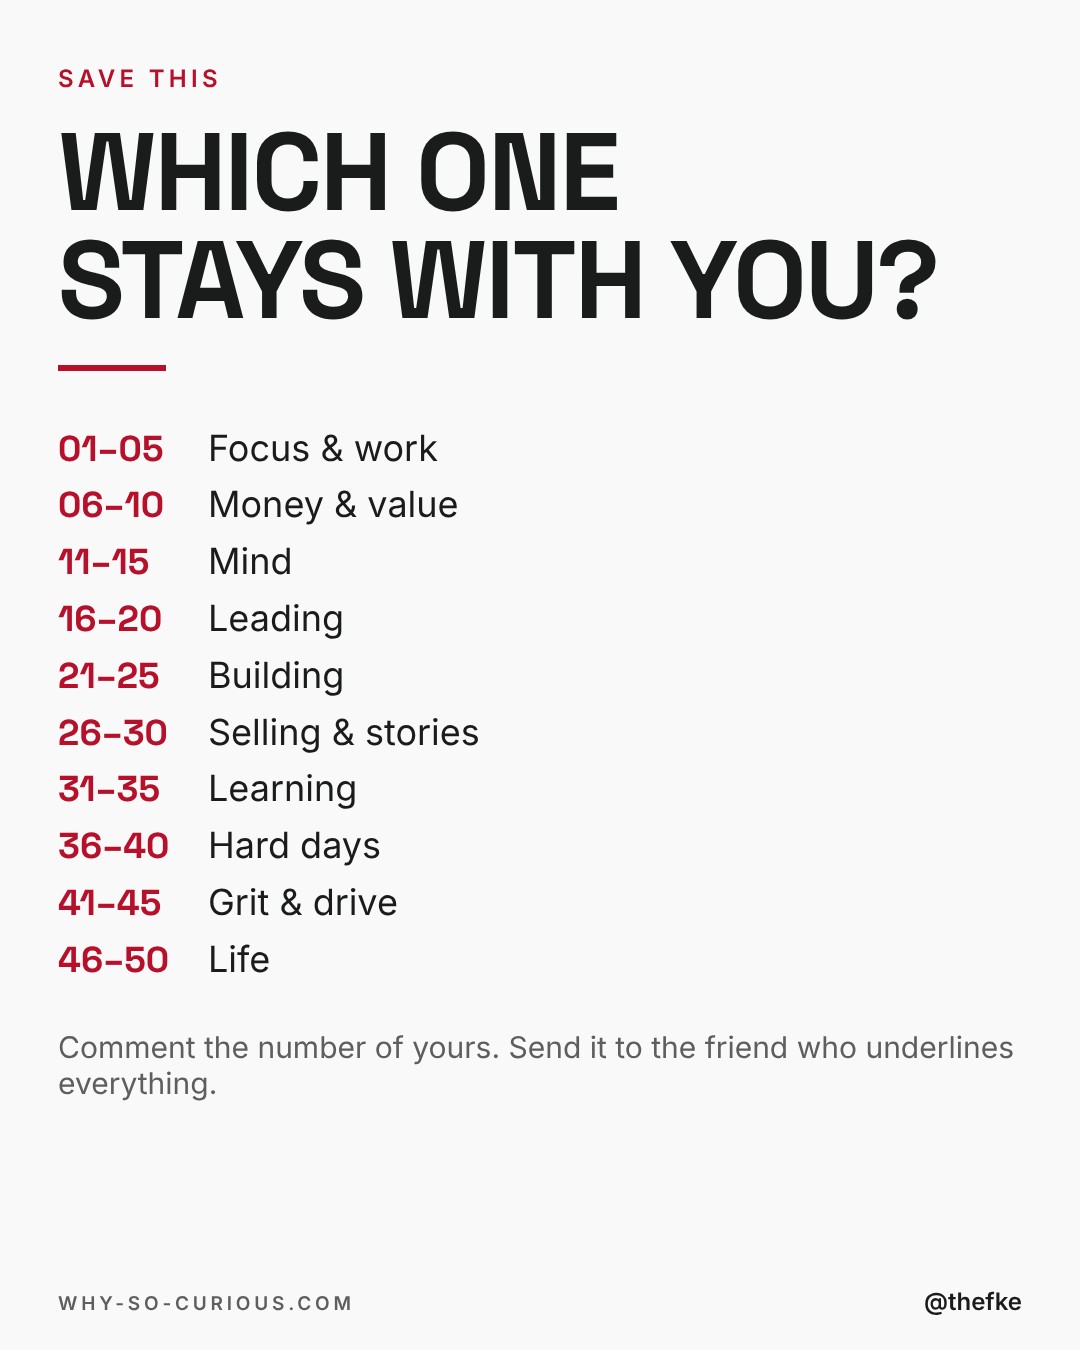 SAVE THIS
WHICH ONE
STAYS WITH YOU?
01–05 Focus & work
06–10 Money & value
11–15 Mind
16–20 Leading
21–25 Building
26–30 Selling & stories
31–35 Learning
36–40 Hard days
41–45 Grit & drive
46–50 Life
Comment the number of yours. Send it to the friend who underlines
everything.
WHY-SO-CURIOUS.COM
@thefke